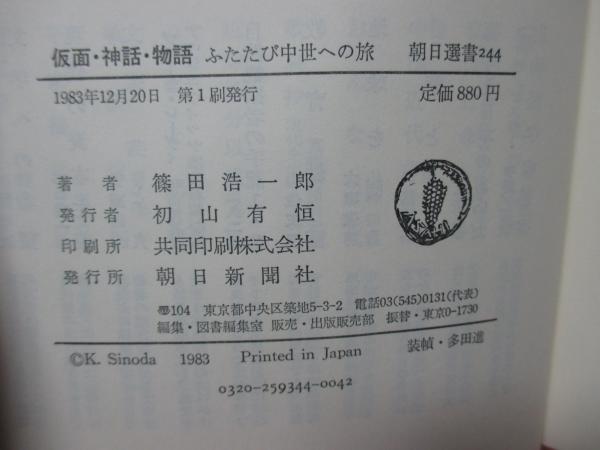 仮面・神話・物語 ふたたび中世への旅 朝日選書244
1983年12月20日 第1刷発行 定価880円
著者 篠田浩一郎
発行者 初山有恒
印刷所 共同印刷株式会社
発行所 朝日新聞社
〠104 東京都中央区築地5-3-2 電話03(545)0131(代表)
編集・図書編集室 販売・出版販売部 振替・東京0-1730
©K. Sinoda 1983 Printed in Japan 装幀・多田進
0320-259344-0042